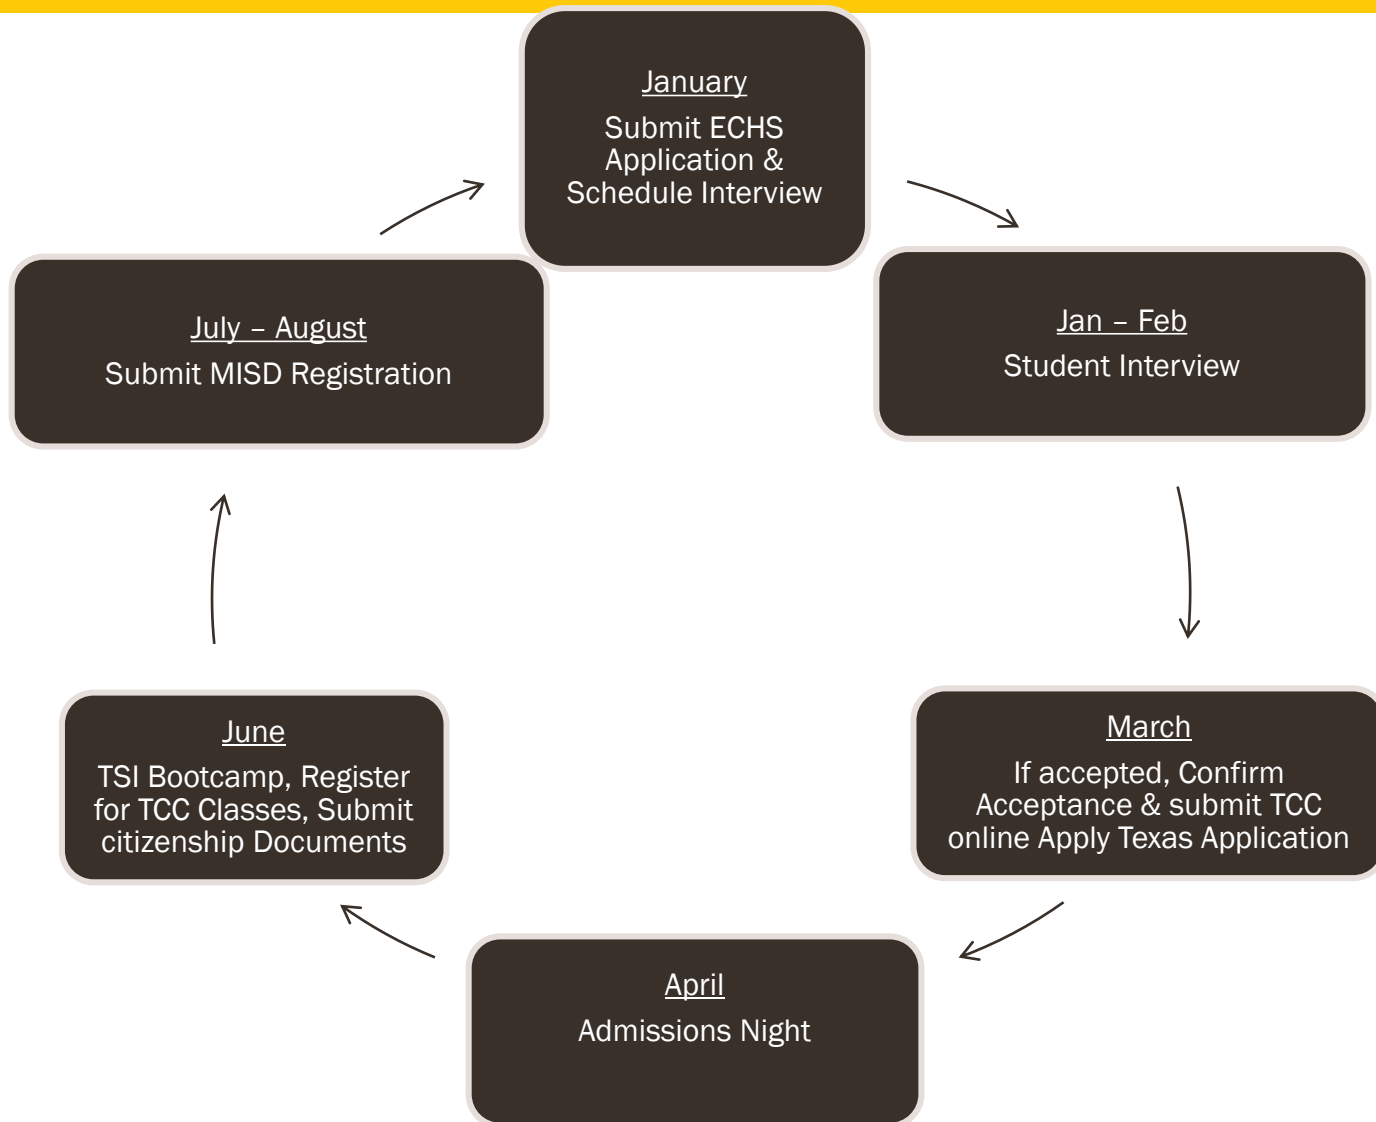 January
Submit ECHS
Application &
Schedule Interview
Jan – Feb
Student Interview
March
If accepted, Confirm
Acceptance & submit TCC
online Apply Texas Application
April
Admissions Night
June
TSI Bootcamp, Register
for TCC Classes, Submit
citizenship Documents
July – August
Submit MISD Registration